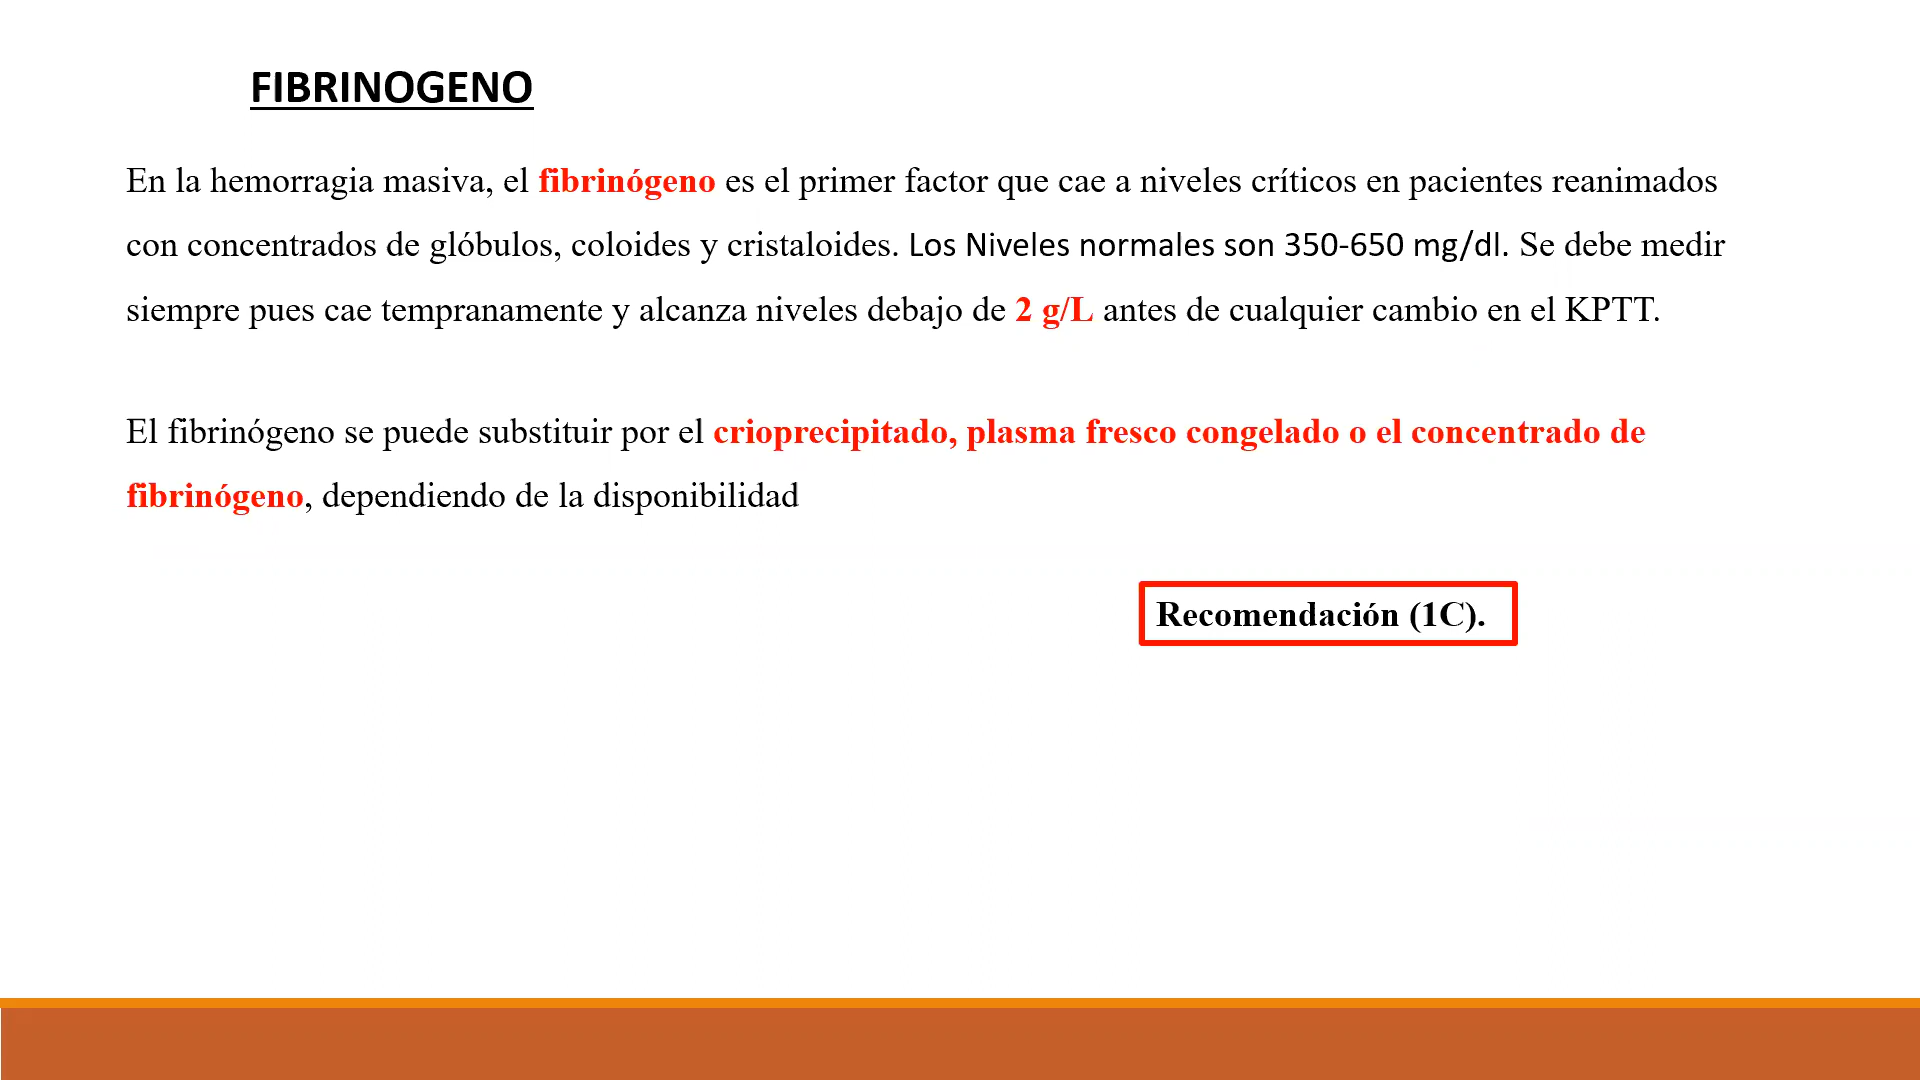 FIBRINOGENO
En la hemorragia masiva, el fibrinógeno es el primer factor que cae a niveles críticos en pacientes reanimados
con concentrados de glóbulos, coloides y cristaloides. Los Niveles normales son 350-650 mg/dl. Se debe medir
siempre pues cae tempranamente y alcanza niveles debajo de 2 g/L antes de cualquier cambio en el KPTT.
El fibrinógeno se puede substituir por el crioprecipitado, plasma fresco congelado o el concentrado de
fibrinógeno, dependiendo de la disponibilidad
Recomendación (1C).